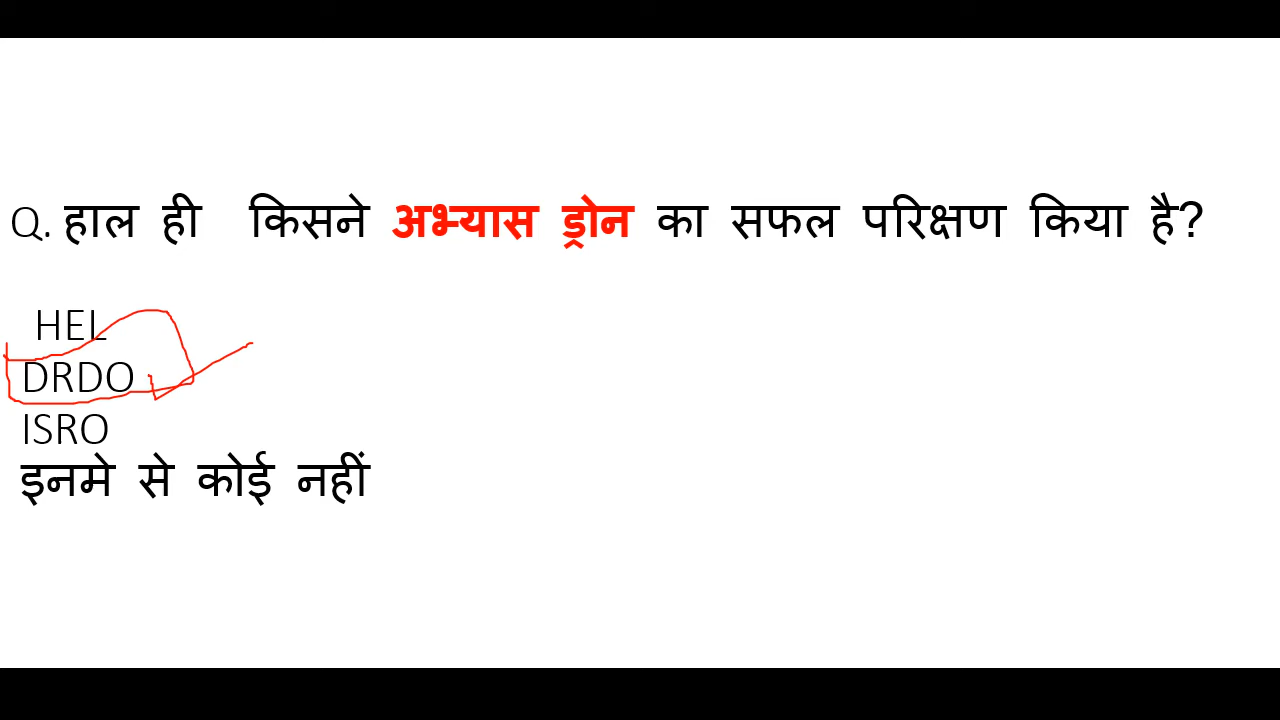 Q. हाल ही किसने अभ्यास ड्रोन का सफल परिक्षण किया है?
HEL
DRDO
ISRO
इनमे से कोई नहीं